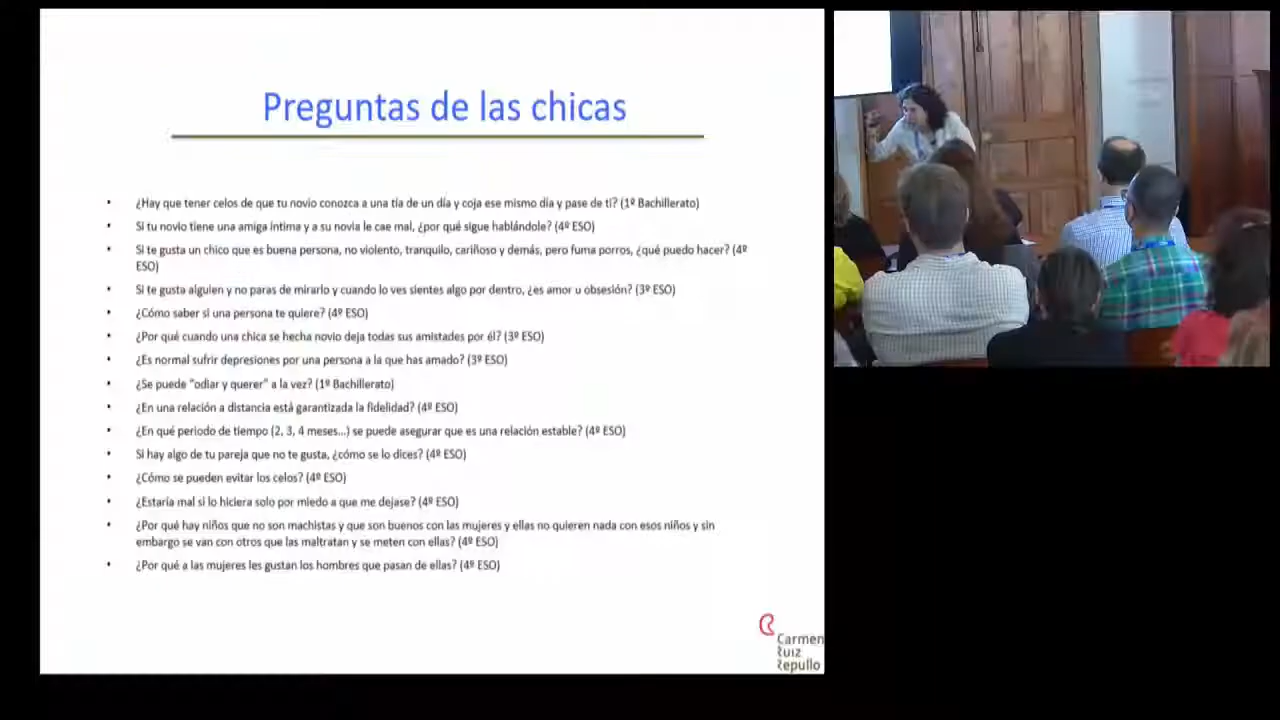 Preguntas de las chicas
• ¿Hay que tener celos de que tu novio conozca a una tía de un día y coja ese mismo día y pase de ti? (1º Bachillerato)
• Si tu novio tiene una amiga íntima y a su novia le cae mal, ¿por qué sigue hablándole? (4º ESO)
• Si te gusta un chico que es buena persona, no violento, tranquilo, cariñoso y demás, pero fuma porros, ¿qué puedo hacer? (4º
ESO)
• Si te gusta alguien y no paras de mirarlo y cuando lo ves sientes algo por dentro, ¿es amor u obsesión? (3º ESO)
• ¿Cómo saber si una persona te quiere? (4º ESO)
• ¿Por qué cuando una chica se hecha novio deja todas sus amistades por él? (3º ESO)
• ¿Es normal sufrir depresiones por una persona a la que has amado? (3º ESO)
• ¿Se puede "odiar y querer" a la vez? (1º Bachillerato)
• ¿En una relación a distancia está garantizada la fidelidad? (4º ESO)
• ¿En qué periodo de tiempo (2, 3, 4 meses...) se puede asegurar que es una relación estable? (4º ESO)
• Si hay algo de tu pareja que no te gusta, ¿cómo se lo dices? (4º ESO)
• ¿Cómo se pueden evitar los celos? (4º ESO)
• ¿Estaría mal si lo hiciera solo por miedo a que me dejase? (4º ESO)
• ¿Por qué hay niños que no son machistas y que son buenos con las mujeres y ellas no quieren nada con esos niños y sin
embargo se van con otros que las maltratan y se meten con ellas? (4º ESO)
• ¿Por qué a las mujeres les gustan los hombres que pasan de ellas? (4º ESO)
Carmen
Ruiz
Repullo